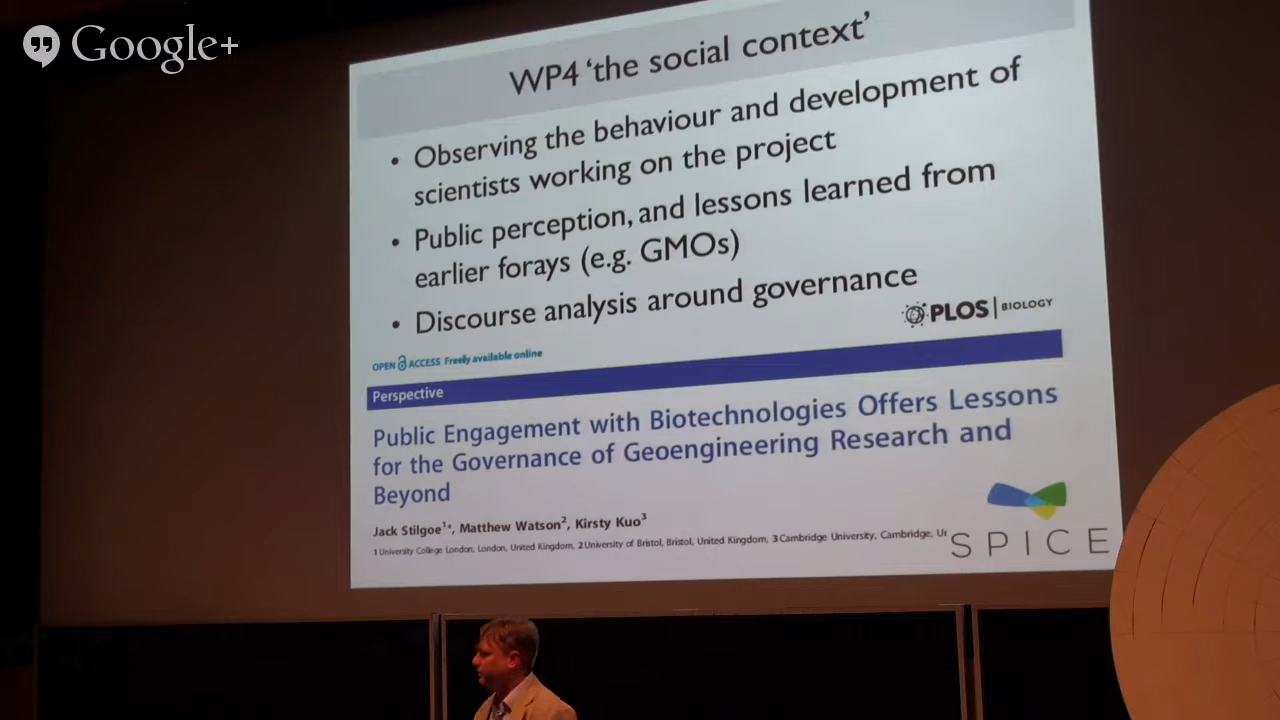 Google+
WP4 ‘the social context’
• Observing the behaviour and development of
scientists working on the project
• Public perception, and lessons learned from
earlier forays (e.g. GMOs)
• Discourse analysis around governance
PLOS | BIOLOGY
OPEN ACCESS Freely available online
Perspective
Public Engagement with Biotechnologies Offers Lessons
for the Governance of Geoengineering Research and
Beyond
Jack Stilgoe1*, Matthew Watson2, Kirsty Kuo3
1 University College London, London, United Kingdom, 2 University of Bristol, Bristol, United Kingdom, 3 Cambridge University, Cambridge,
SPICE